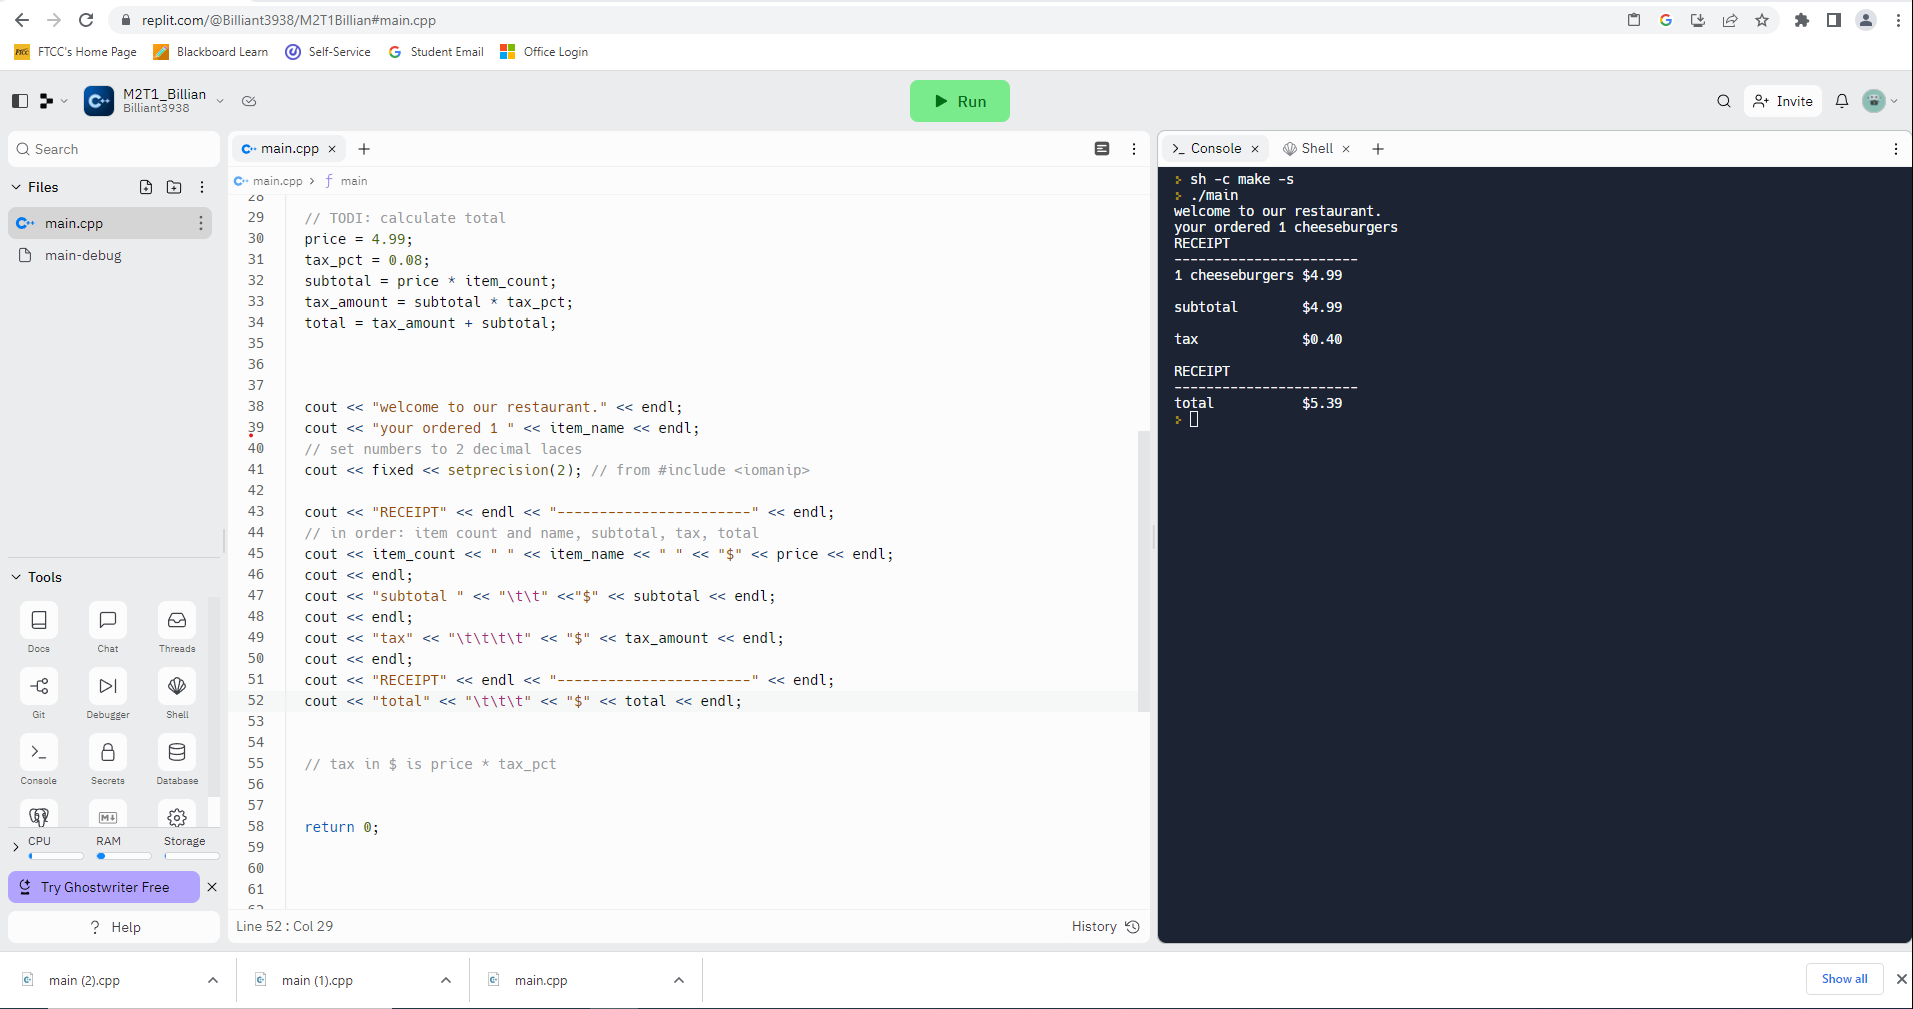 replit.com/@Billiant3938/M2T1Billian#main.cpp
FTCC's Home Page Blackboard Learn Self-Service Student Email Office Login
M2T1_Billian
Billiant3938
Run
Invite
Search
Files
main.cpp
main-debug
Tools
Docs Chat Threads
Git Debugger Shell
Console Secrets Database
CPU RAM Storage
Try Ghostwriter Free
? Help
main.cpp
main.cpp > f main
28
29 // TODI: calculate total
30 price = 4.99;
31 tax_pct = 0.08;
32 subtotal = price * item_count;
33 tax_amount = subtotal * tax_pct;
34 total = tax_amount + subtotal;
35
36
37
38 cout << "welcome to our restaurant." << endl;
39 cout << "your ordered 1 " << item_name << endl;
40 // set numbers to 2 decimal laces
41 cout << fixed << setprecision(2); // from #include <iomanip>
42
43 cout << "RECEIPT" << endl << "-----------------------" << endl;
44 // in order: item count and name, subtotal, tax, total
45 cout << item_count << " " << item_name << " " << "$" << price << endl;
46 cout << endl;
47 cout << "subtotal " << "\t\t" <<"$" << subtotal << endl;
48 cout << endl;
49 cout << "tax" << "\t\t\t\t" << "$" << tax_amount << endl;
50 cout << endl;
51 cout << "RECEIPT" << endl << "-----------------------" << endl;
52 cout << "total" << "\t\t\t" << "$" << total << endl;
53
54
55 // tax in $ is price * tax_pct
56
57
58 return 0;
59
60
61
62
Line 52 : Col 29
History
Console
Shell
sh -c make -s
./main
welcome to our restaurant.
your ordered 1 cheeseburgers
RECEIPT
-----------------------
1 cheeseburgers $4.99
subtotal $4.99
tax $0.40
RECEIPT
-----------------------
total $5.39
main (2).cpp
main (1).cpp
main.cpp
Show all